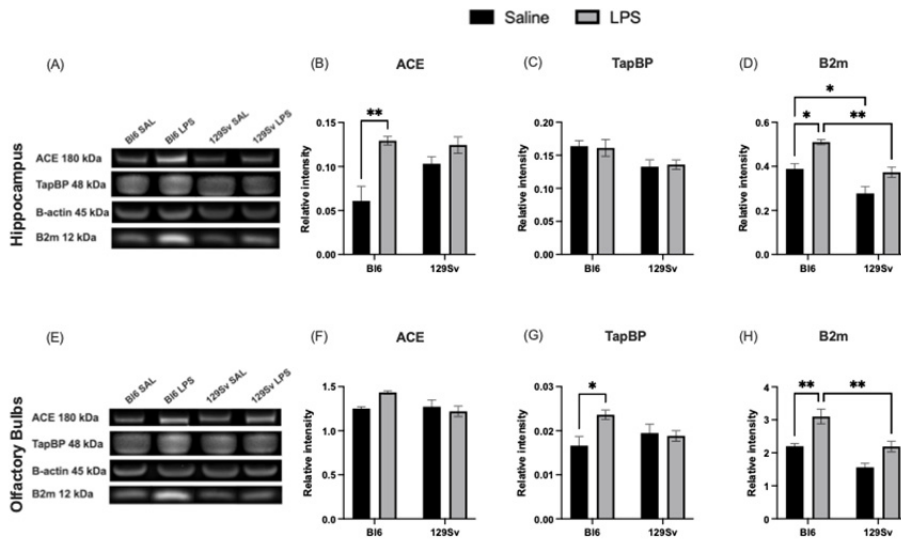 Saline LPS
(A)
Hippocampus
Bl6 SAL Bl6 LPS 129Sv SAL 129Sv LPS
ACE 180 kDa
TapBP 48 kDa
B-actin 45 kDa
B2m 12 kDa
(B) ACE
**
Relative intensity
0.15
0.10
0.05
0.00
Bl6 129Sv
(C) TapBP
Relative intensity
0.20
0.15
0.10
0.05
0.00
Bl6 129Sv
(D) B2m
*
* **
Relative intensity
0.6
0.4
0.2
0.0
Bl6 129Sv
(E)
Olfactory Bulbs
Bl6 SAL Bl6 LPS 129Sv SAL 129Sv LPS
ACE 180 kDa
TapBP 48 kDa
B-actin 45 kDa
B2m 12 kDa
(F) ACE
Relative intensity
1.5
1.0
0.5
0.0
Bl6 129Sv
(G) TapBP
*
Relative intensity
0.03
0.02
0.01
0.00
Bl6 129Sv
(H) B2m
** **
Relative intensity
4
3
2
1
0
Bl6 129Sv